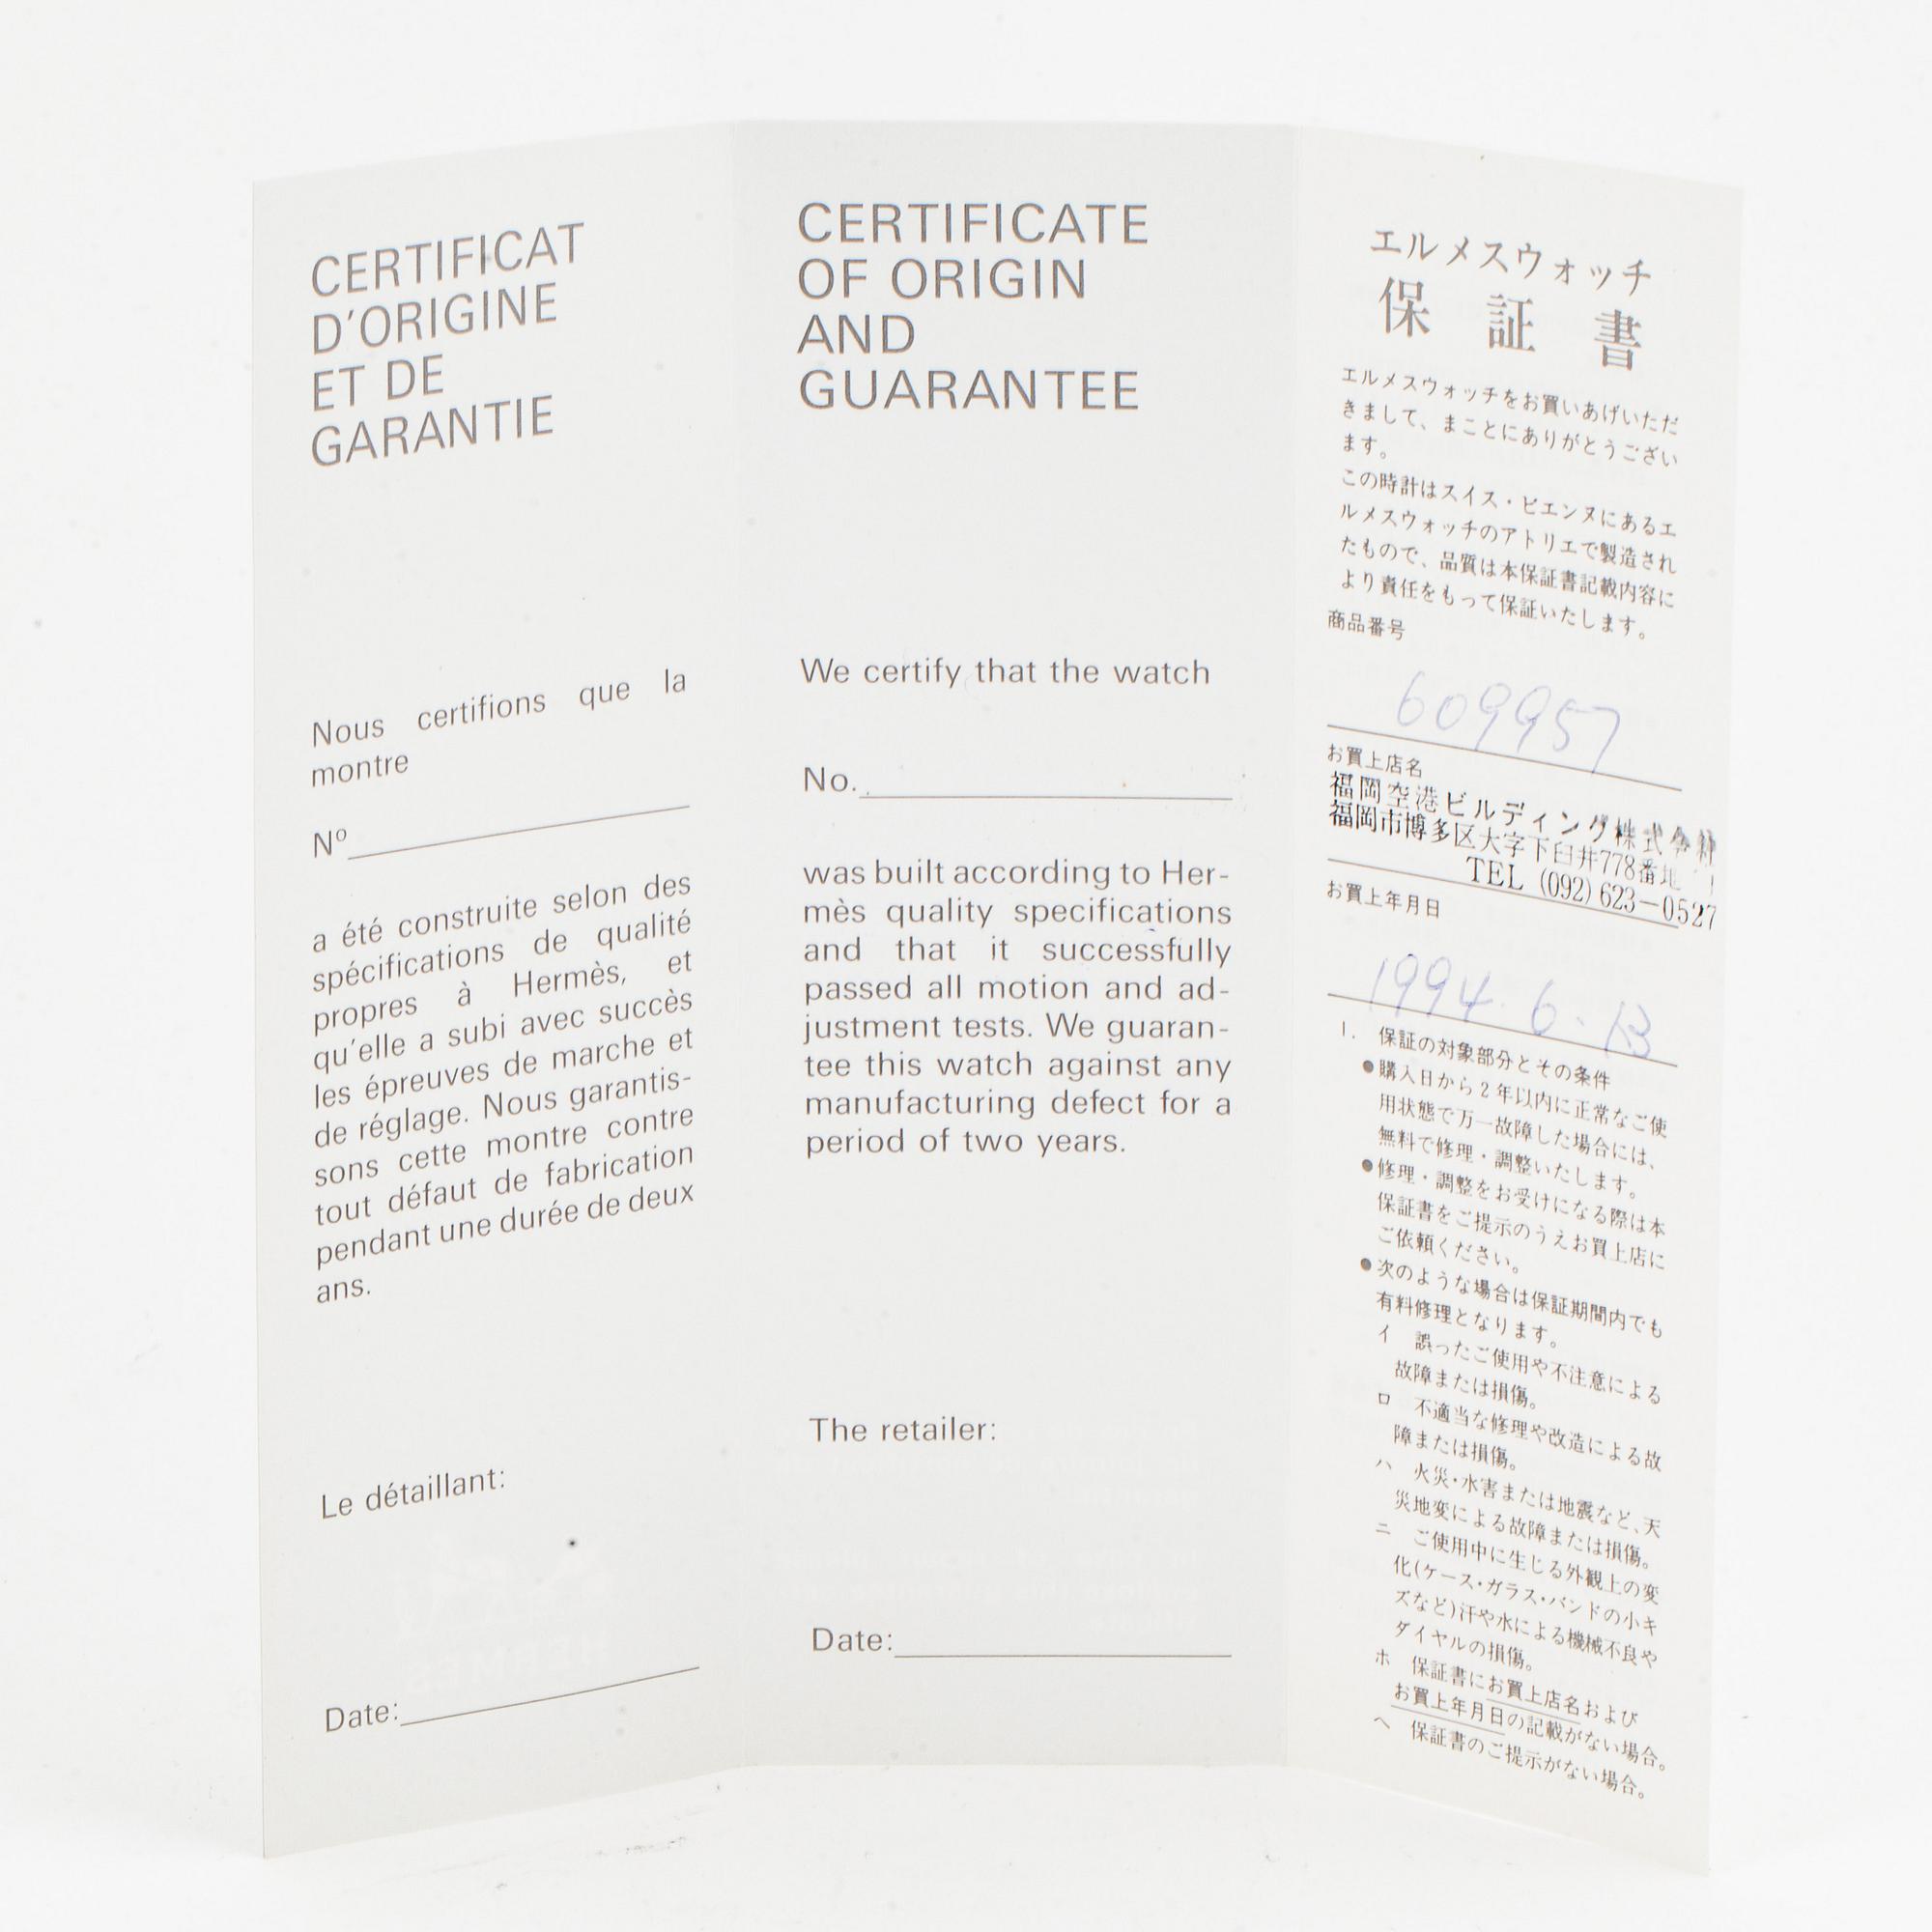 CERTIFICAT
D'ORIGINE
ET DE
GARANTIE
Nous certifions que la
montre
Nº
a été construite selon des
spécifications de qualité
propres à Hermès, et
qu'elle a subi avec succès
les épreuves de marche et
de réglage. Nous garantis-
sons cette montre contre
tout défaut de fabrication
pendant une durée de deux
ans.
Le détaillant:
Date:
CERTIFICATE
OF ORIGIN
AND
GUARANTEE
We certify that the watch
No.
was built according to Her-
mès quality specifications
and that it successfully
passed all motion and ad-
justment tests. We guaran-
tee this watch against any
manufacturing defect for a
period of two years.
The retailer:
Date:
エルメスウォッチ
保証書
エルメスウォッチをお買いあげいただ
きまして、まことにありがとうござい
ます。
この時計はスイス・ビエンヌにあるエ
ルメスウォッチのアトリエで製造され
たもので、品質は本保証書記載内容に
より責任をもって保証いたします。
商品番号
609957
お買上店名
福岡空港ビルディング株式会社
福岡市博多区大字下臼井778番地
TEL (092) 623-0527
お買上年月日
1994.6.13
1. 保証の対象部分とその条件
●購入日から2年以内に正常なご使
用状態で万一故障した場合には、
無料で修理・調整いたします。
●修理・調整をお受けになる際は本
保証書をご提示のうえお買上店に
ご依頼ください。
●次のような場合は保証期間内でも
有料修理となります。
イ 誤ったご使用や不注意による
故障または損傷。
ロ 不適当な修理や改造による故
障または損傷。
ハ 火災・水害または地震など、天
災地変による故障または損傷。
ニ ご使用中に生じる外観上の変
化(ケース・ガラス・バンドの小キ
ズなど)汗や水による機械不良や
ダイヤルの損傷。
ホ 保証書にお買上店名および
お買上年月日の記載がない場合。
ヘ 保証書のご提示がない場合。